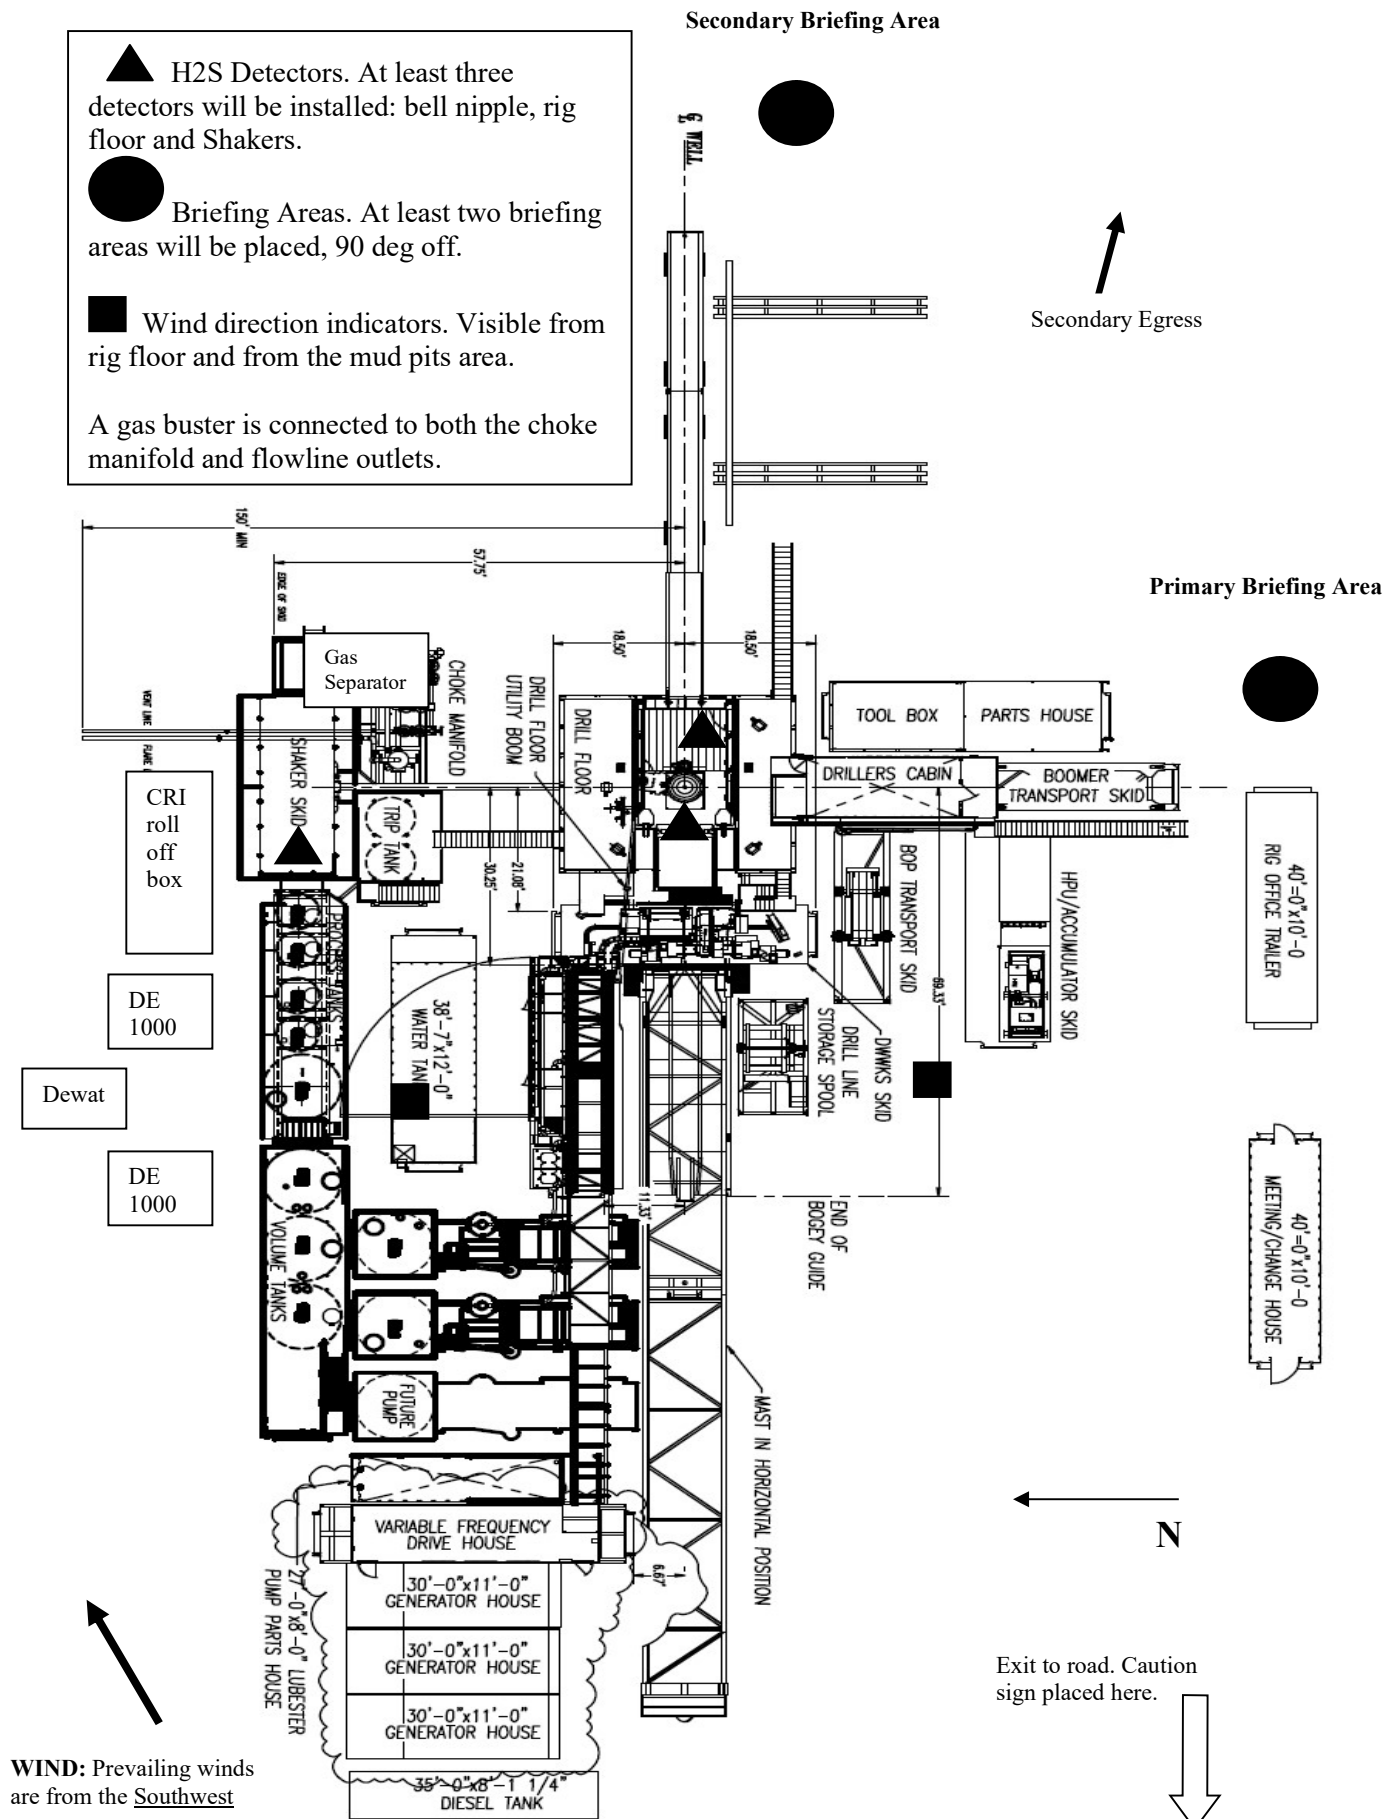 Secondary Briefing Area
H2S Detectors. At least three
detectors will be installed: bell nipple, rig
floor and Shakers.
Briefing Areas. At least two briefing
areas will be placed, 90 deg off.
Wind direction indicators. Visible from
rig floor and from the mud pits area.
A gas buster is connected to both the choke
manifold and flowline outlets.
℄ WELL
Secondary Egress
150' MIN
57.75'
EDGE OF SKID
Primary Briefing Area
18.50'
18.50'
Gas
Separator
CHOKE MANIFOLD
DRILL FLOOR
UTILITY BOOM
DRILL FLOOR
TOOL BOX
PARTS HOUSE
VENT LINE
FLARE
SHAKER SKID
DRILLERS CABIN
BOOMER
TRANSPORT SKID
CRI
roll
off
box
TRIP TANK
30.25'
21.08'
BOP TRANSPORT SKID
HPU/ACCUMULATOR SKID
40'=0"x10'-0
RIG OFFICE TRAILER
DE
1000
38'-7"x12'-0"
WATER TANK
69.33'
DRILL LINE
STORAGE SPOOL
DWWKS SKID
Dewat
DE
1000
VOLUME TANKS
11.33'
END OF
BOGEY GUIDE
40'=0"x10'-0
MEETING/CHANGE HOUSE
FUTURE
PUMP
MAST IN HORIZONTAL POSITION
VARIABLE FREQUENCY
DRIVE HOUSE
N
6.67'
27'-0"x8'-0" LUBESTER
PUMP PARTS HOUSE
30'-0"x11'-0"
GENERATOR HOUSE
30'-0"x11'-0"
GENERATOR HOUSE
30'-0"x11'-0"
GENERATOR HOUSE
Exit to road. Caution
sign placed here.
WIND: Prevailing winds
are from the Southwest
35'-0"x8'-1 1/4"
DIESEL TANK